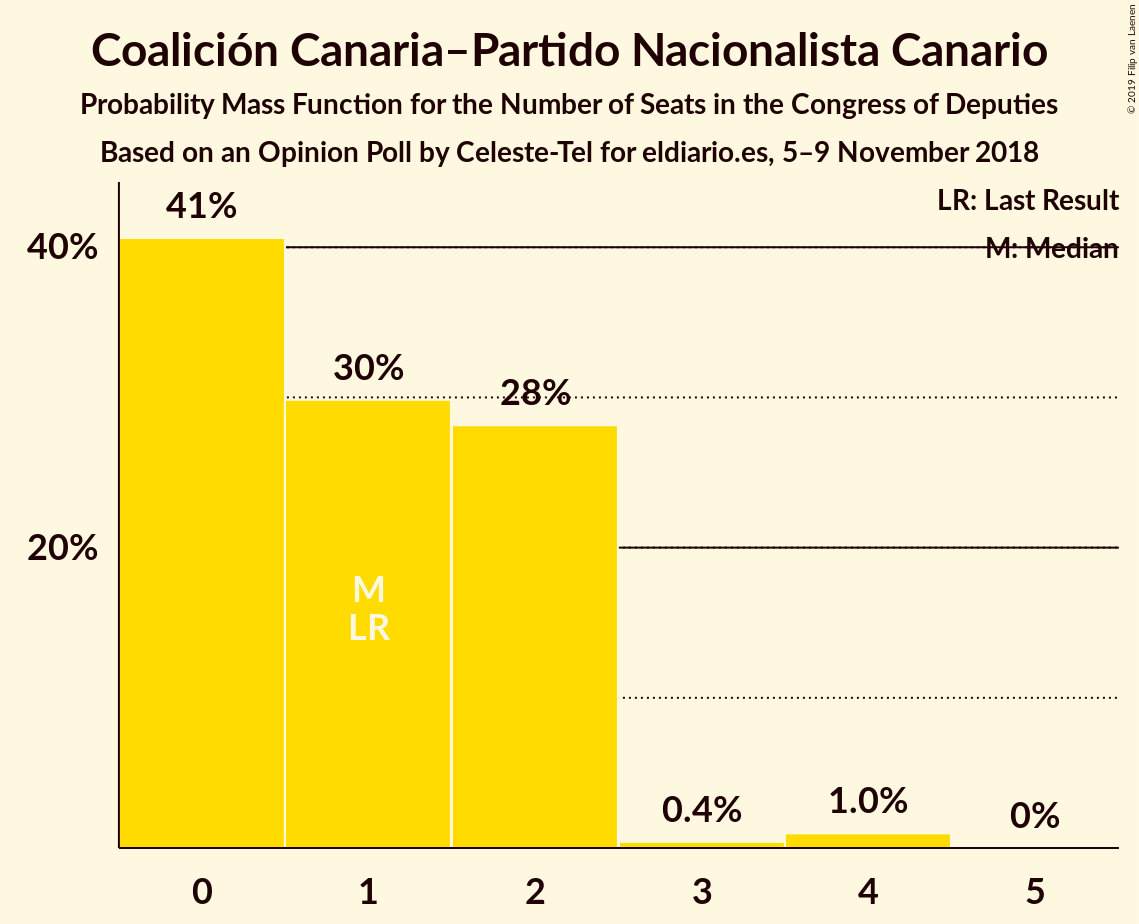 Coalición Canaria–Partido Nacionalista Canario
Probability Mass Function for the Number of Seats in the Congress of Deputies
Based on an Opinion Poll by Celeste-Tel for eldiario.es, 5–9 November 2018
© 2019 Filip van Laenen
LR: Last Result
M: Median
41%
40%
30%
28%
20%
M
LR
0.4%
1.0%
0%
0
1
2
3
4
5